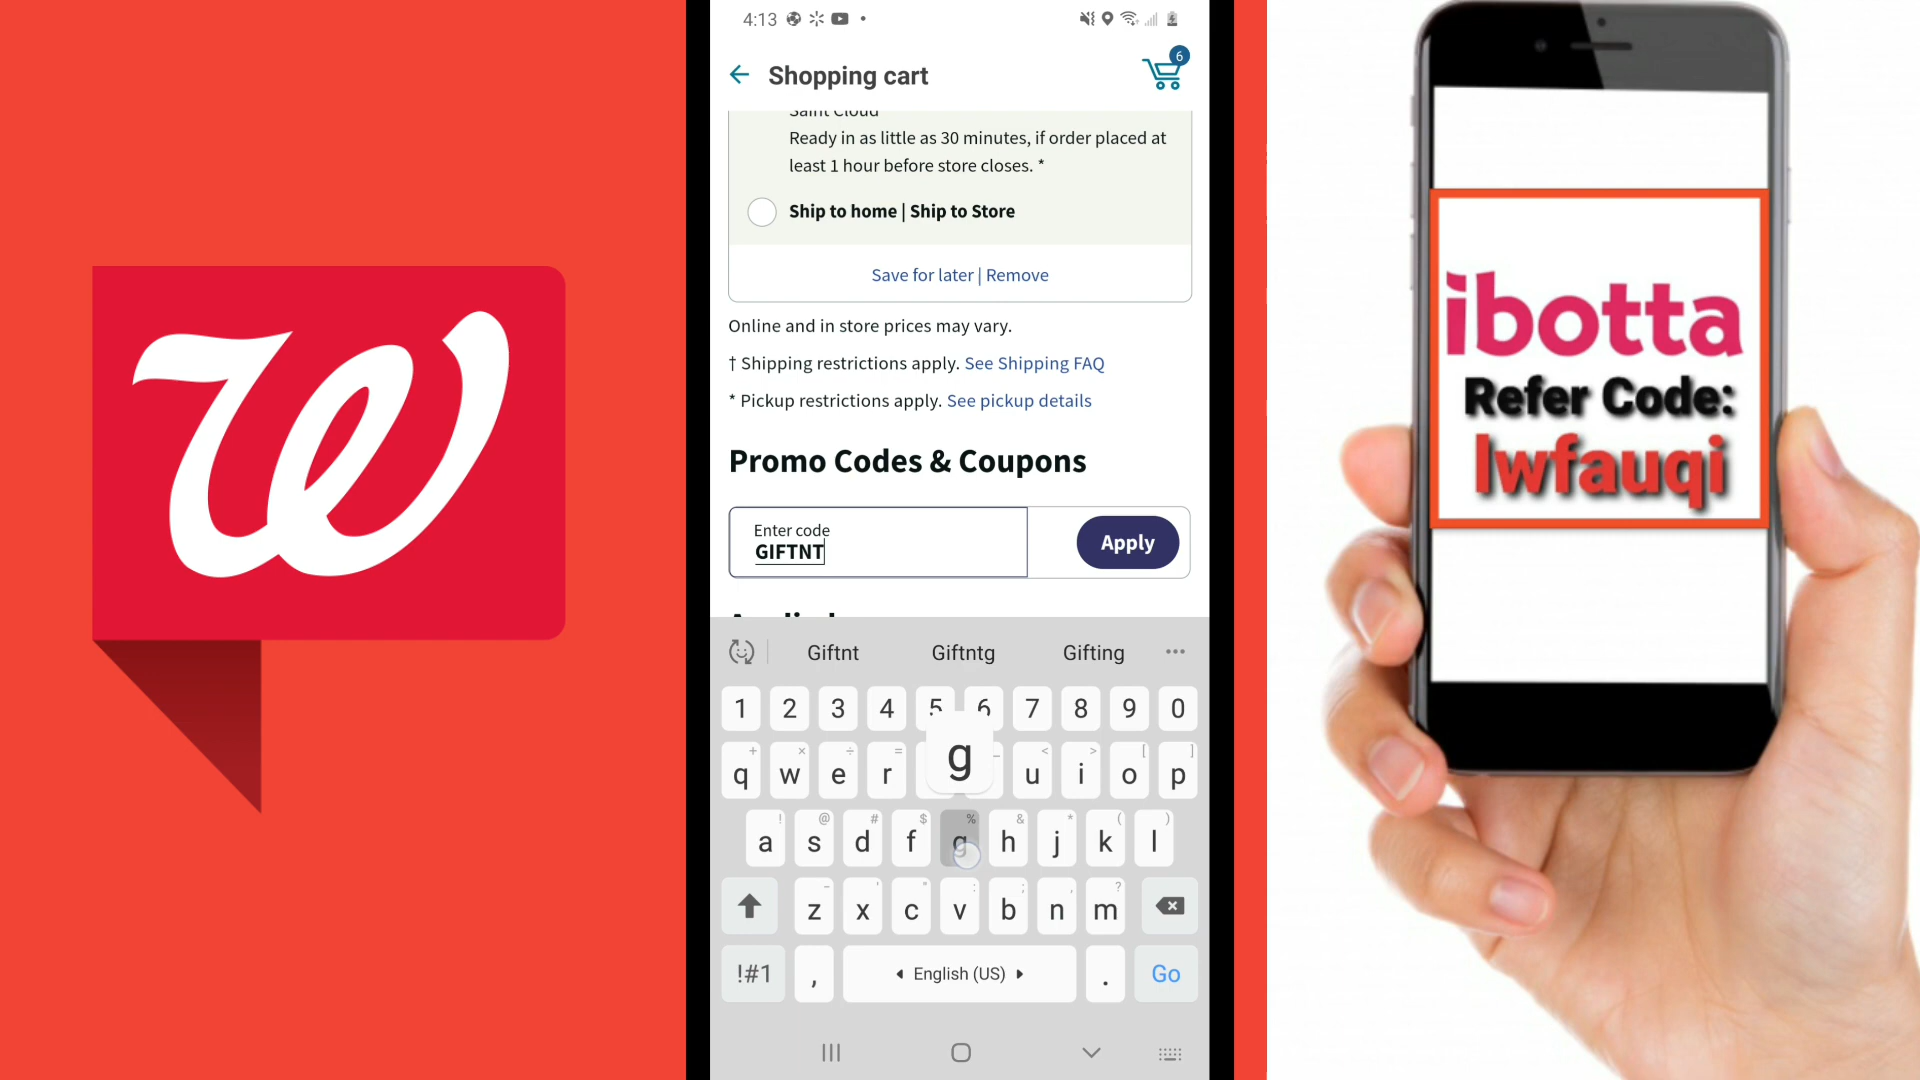 4:13
Shopping cart
6
Saint Cloud
Ready in as little as 30 minutes, if order placed at
least 1 hour before store closes. *
Ship to home | Ship to Store
Save for later | Remove
Online and in store prices may vary.
† Shipping restrictions apply. See Shipping FAQ
* Pickup restrictions apply. See pickup details
Promo Codes & Coupons
Enter code
GIFTNT
Apply
Giftnt Giftntg Gifting
1 2 3 4 5 6 7 8 9 0
q w e r g u i o p
a s d f g h j k l
z x c v b n m
!#1 , English (US) . Go
W
ibotta
Refer Code:
lwfauqi